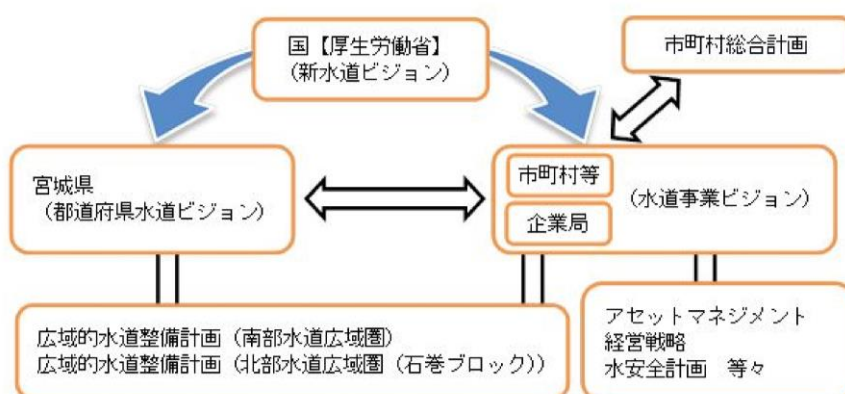 国【厚生労働省】
(新水道ビジョン)
市町村総合計画
宮城県
(都道府県水道ビジョン)
市町村等
企業局
(水道事業ビジョン)
広域的水道整備計画(南部水道広域圏)
広域的水道整備計画(北部水道広域圏(石巻ブロック))
アセットマネジメント
経営戦略
水安全計画 等々